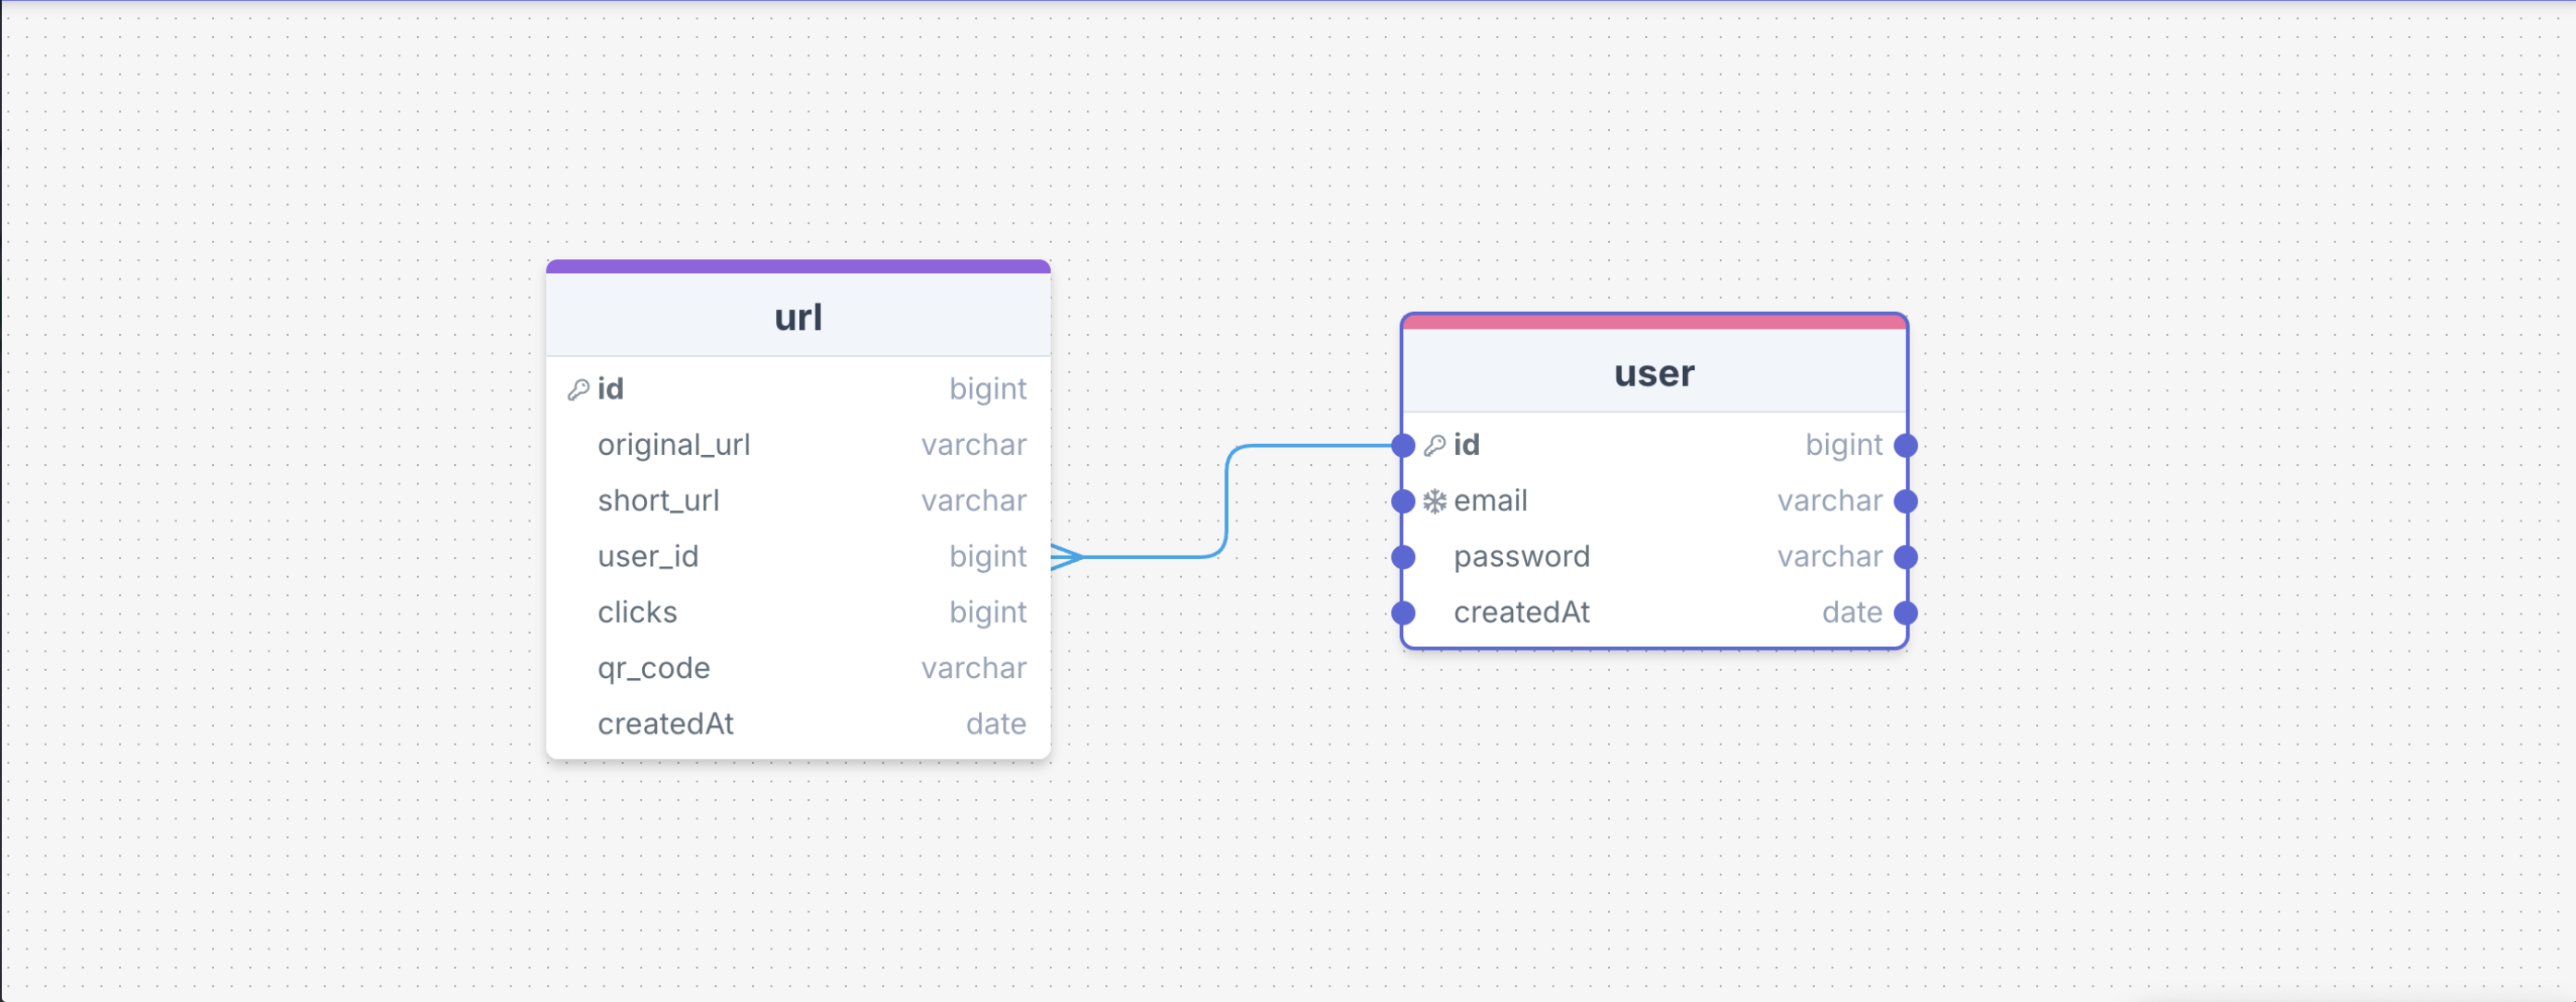 url
id bigint
original_url varchar
short_url varchar
user_id bigint
clicks bigint
qr_code varchar
createdAt date
user
id bigint
email varchar
password varchar
createdAt date